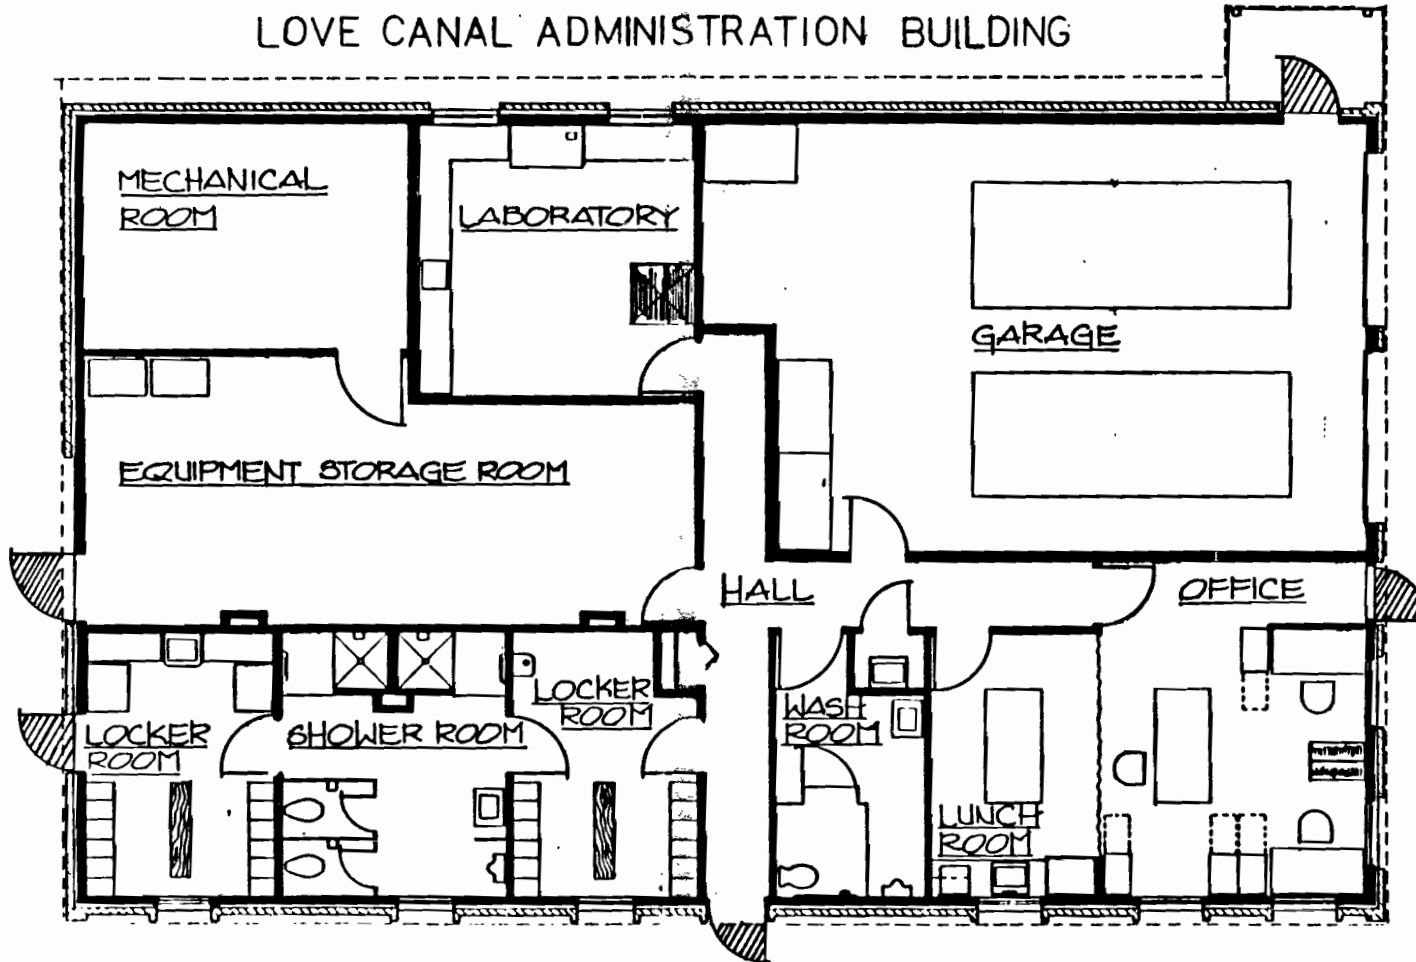 LOVE CANAL ADMINISTRATION BUILDING
MECHANICAL
ROOM
LABORATORY
GARAGE
EQUIPMENT STORAGE ROOM
HALL
OFFICE
LOCKER
ROOM
SHOWER ROOM
LOCKER
ROOM
WASH
ROOM
LUNCH
ROOM